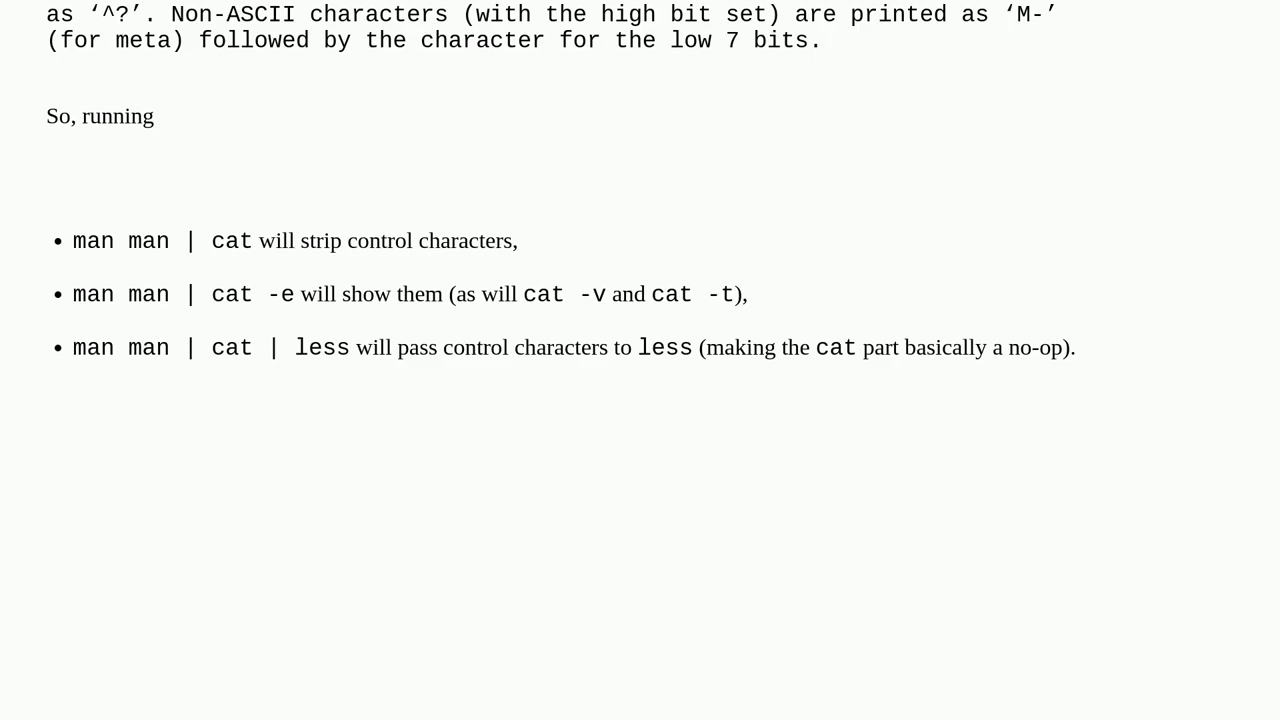 as ‘^?’. Non-ASCII characters (with the high bit set) are printed as ‘M-’
(for meta) followed by the character for the low 7 bits.
So, running
• man man | cat will strip control characters,
• man man | cat -e will show them (as will cat -v and cat -t),
• man man | cat | less will pass control characters to less (making the cat part basically a no-op).